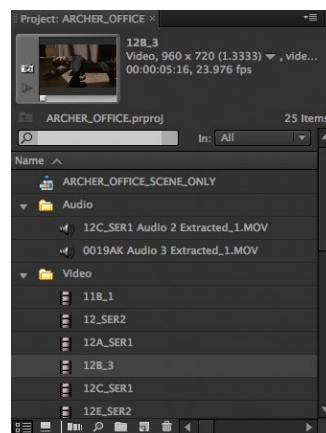 Project: ARCHER_OFFICE ×
12B_3
Video, 960 x 720 (1.3333) , vide...
00:00:05:16, 23.976 fps
ARCHER_OFFICE.prproj 25 Items
In: All
Name
ARCHER_OFFICE_SCENE_ONLY
Audio
12C_SER1 Audio 2 Extracted_1.MOV
0019AK Audio 3 Extracted_1.MOV
Video
11B_1
12_SER2
12A_SER1
12B_3
12C_SER1
12E_SER2